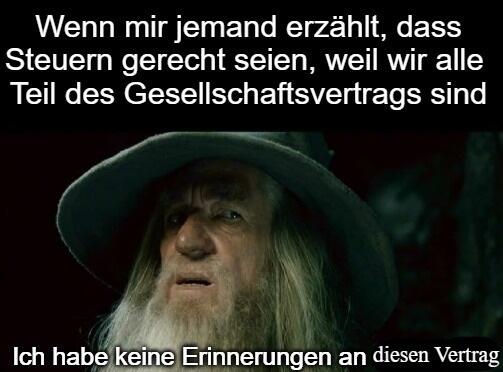 Wenn mir jemand erzählt, dass
Steuern gerecht seien, weil wir alle
Teil des Gesellschaftsvertrags sind
Ich habe keine Erinnerungen an diesen Vertrag